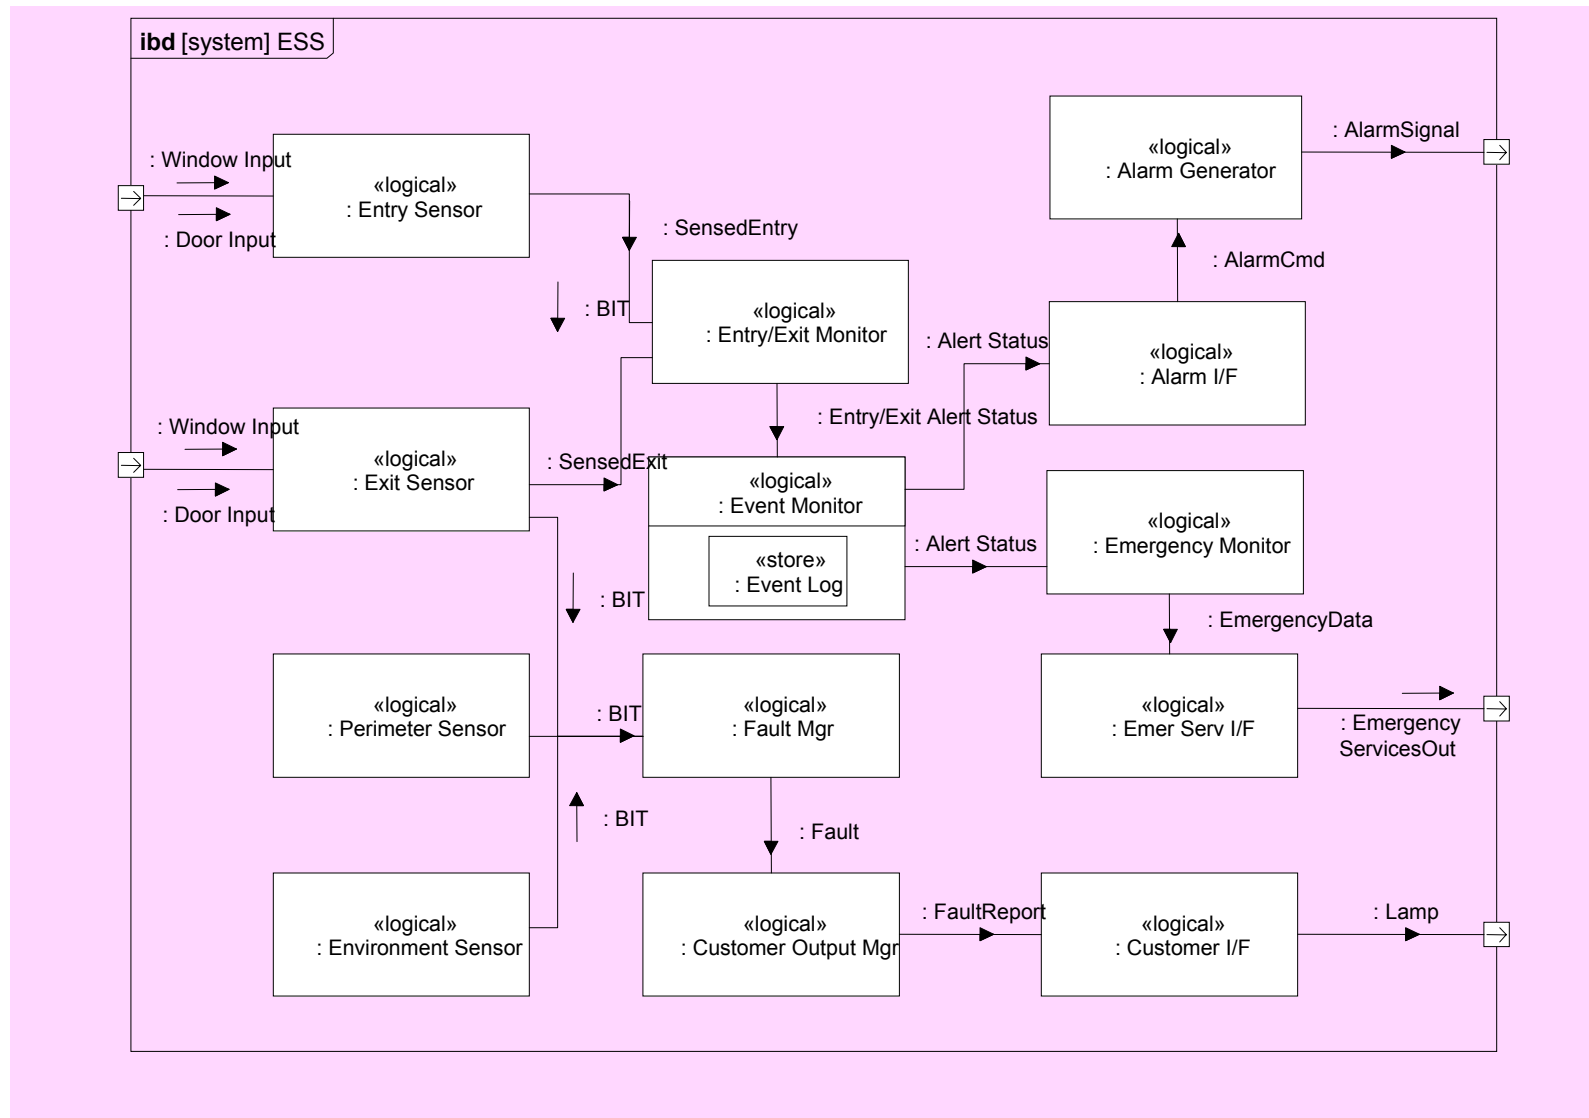 ibd [system] ESS
«logical»
: Alarm Generator
: AlarmSignal
: Window Input
: Door Input
«logical»
: Entry Sensor
: SensedEntry
: AlarmCmd
: BIT
«logical»
: Entry/Exit Monitor
: Alert Status
«logical»
: Alarm I/F
: Entry/Exit Alert Status
: Window Input
: Door Input
«logical»
: Exit Sensor
: SensedExit
«logical»
: Event Monitor
«store»
: Event Log
: Alert Status
«logical»
: Emergency Monitor
: BIT
: EmergencyData
«logical»
: Perimeter Sensor
: BIT
«logical»
: Fault Mgr
«logical»
: Emer Serv I/F
: Emergency
ServicesOut
: BIT
: Fault
«logical»
: Environment Sensor
«logical»
: Customer Output Mgr
: FaultReport
«logical»
: Customer I/F
: Lamp